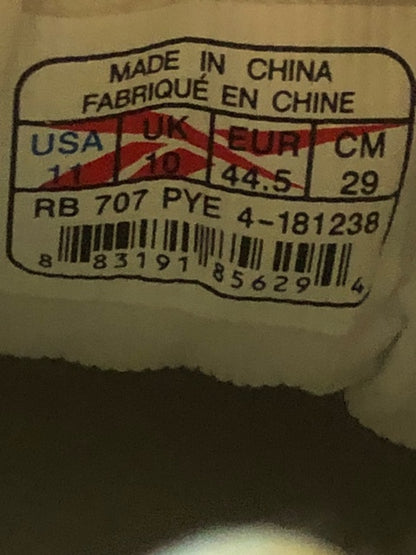 MADE IN CHINA
FABRIQUÉ EN CHINE
USA UK EUR CM
11 10 44.5 29
RB 707 PYE 4-181238
8 83191 85629 4